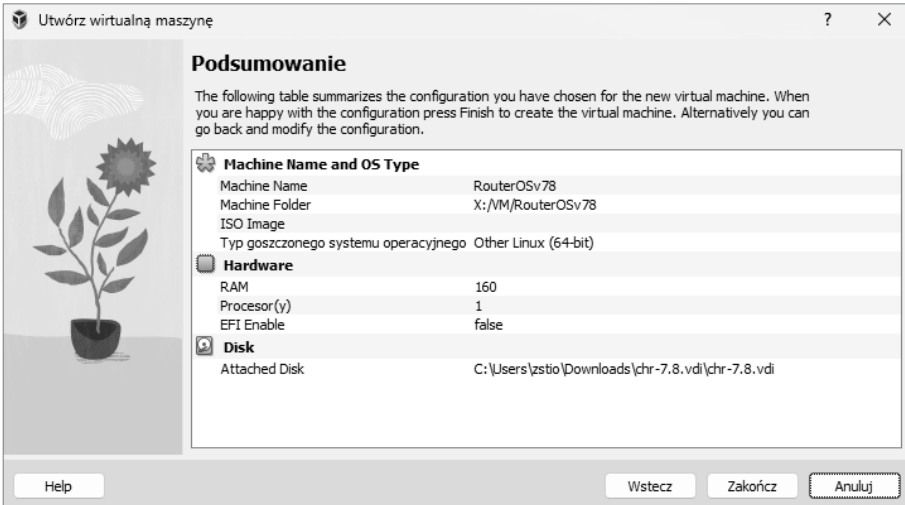 Utwórz wirtualną maszynę ? ✕
Podsumowanie
The following table summarizes the configuration you have chosen for the new virtual machine. When
you are happy with the configuration press Finish to create the virtual machine. Alternatively you can
go back and modify the configuration.
Machine Name and OS Type
Machine Name RouterOSv78
Machine Folder X:/VM/RouterOSv78
ISO Image
Typ goszczonego systemu operacyjnego Other Linux (64-bit)
Hardware
RAM 160
Procesor(y) 1
EFI Enable false
Disk
Attached Disk C:\Users\zstio\Downloads\chr-7.8.vdi\chr-7.8.vdi
Help Wstecz Zakończ Anuluj